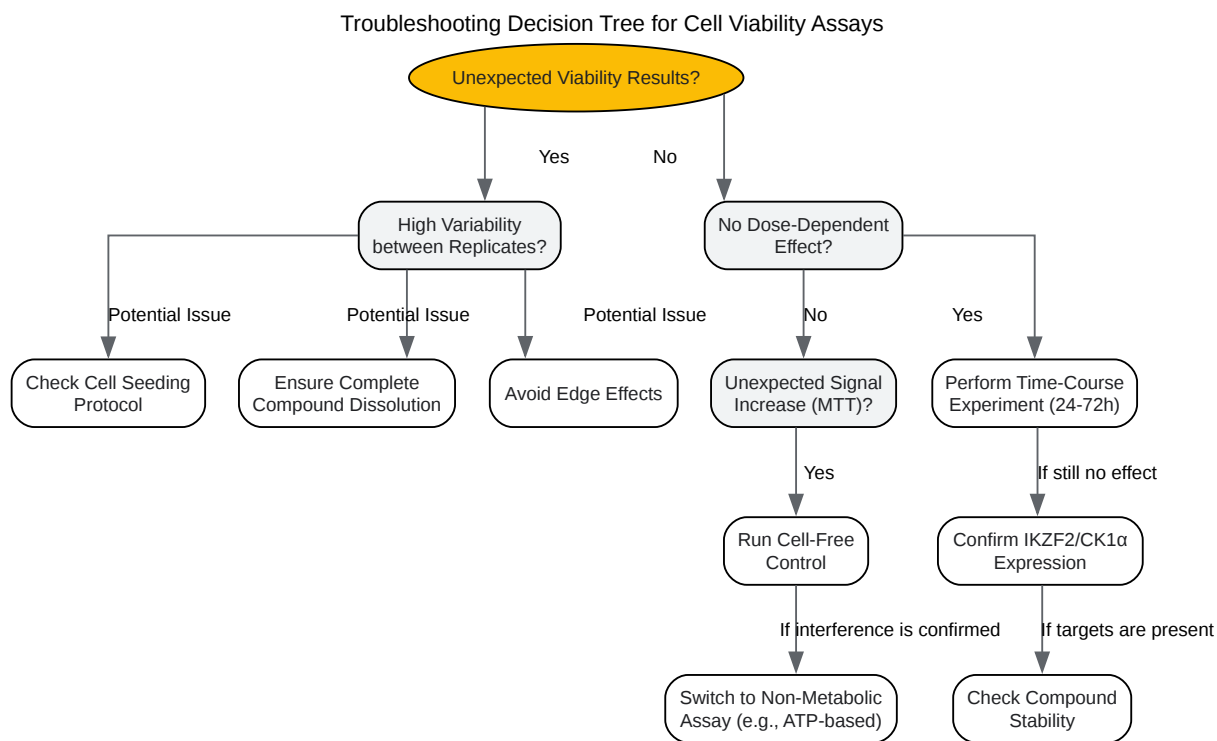 Troubleshooting Decision Tree for Cell Viability Assays
Unexpected Viability Results?
Yes
No
High Variability
between Replicates?
No Dose-Dependent
Effect?
Potential Issue
Potential Issue
Potential Issue
No
Yes
Check Cell Seeding
Protocol
Ensure Complete
Compound Dissolution
Avoid Edge Effects
Unexpected Signal
Increase (MTT)?
Perform Time-Course
Experiment (24-72h)
Yes
If still no effect
Run Cell-Free
Control
Confirm IKZF2/CK1α
Expression
If interference is confirmed
If targets are present
Switch to Non-Metabolic
Assay (e.g., ATP-based)
Check Compound
Stability